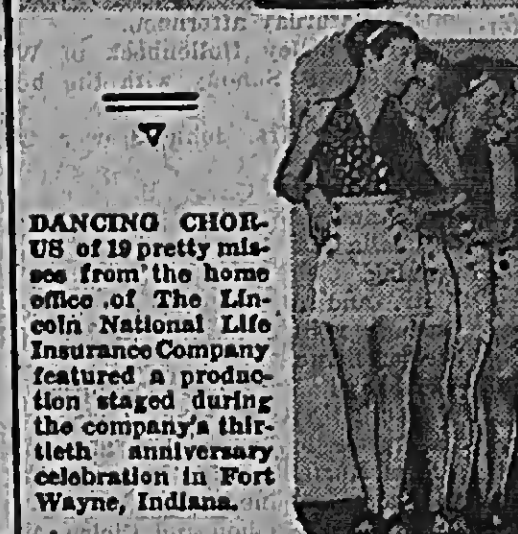 DANCING CHOR-
US of 19 pretty mis-
ses from the home
office of The Lin-
coln National Life
Insurance Company
featured a produc-
tion staged during
the company's thir-
tieth anniversary
celebration in Fort
Wayne, Indiana.